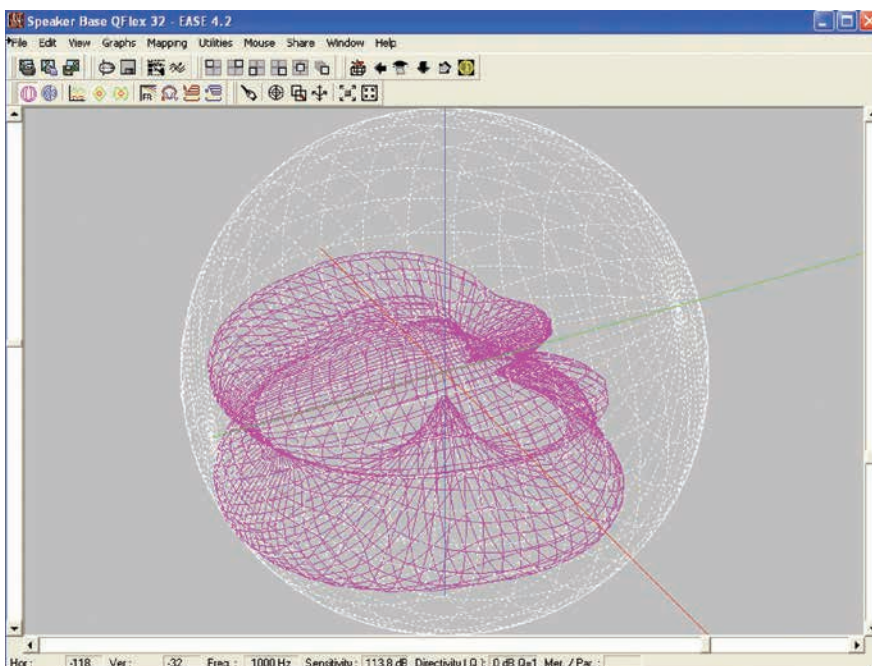 Speaker Base QFlex 32 - EASE 4.2
File Edit View Graphs Mapping Utilities Mouse Share Window Help
FR
Hor.: -118 Ver.: -32 Freq.: 1000 Hz Sensitivity: 113.8 dB Directivity ( Q ): 0 dB Q=1 Mer. / Par.: